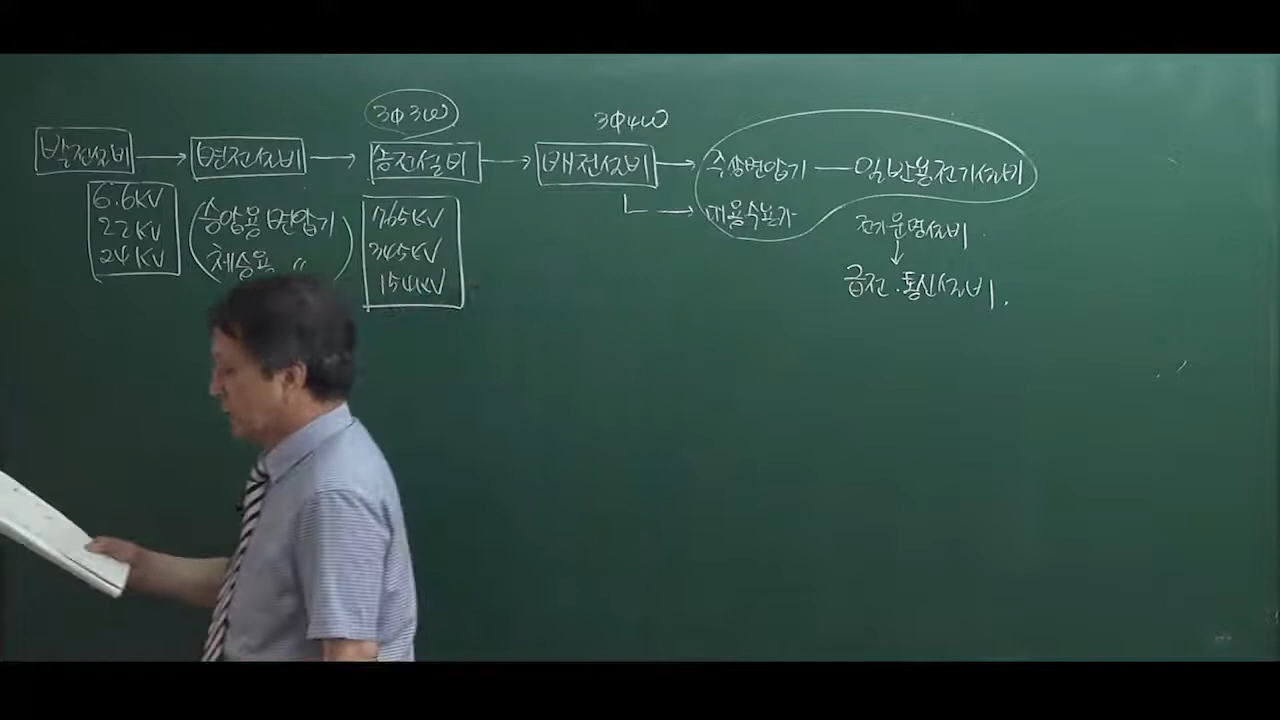 3Φ3W
3Φ4W
발전설비 → 변전설비 → 송전설비 → 배전설비 → 주상변압기 — 일반용전기설비
6.6KV
22KV
24KV
(승압용 변압기
체승용 〃)
765KV
345KV
154KV
대용수용가
전기운영설비
↓
급전·통신설비.